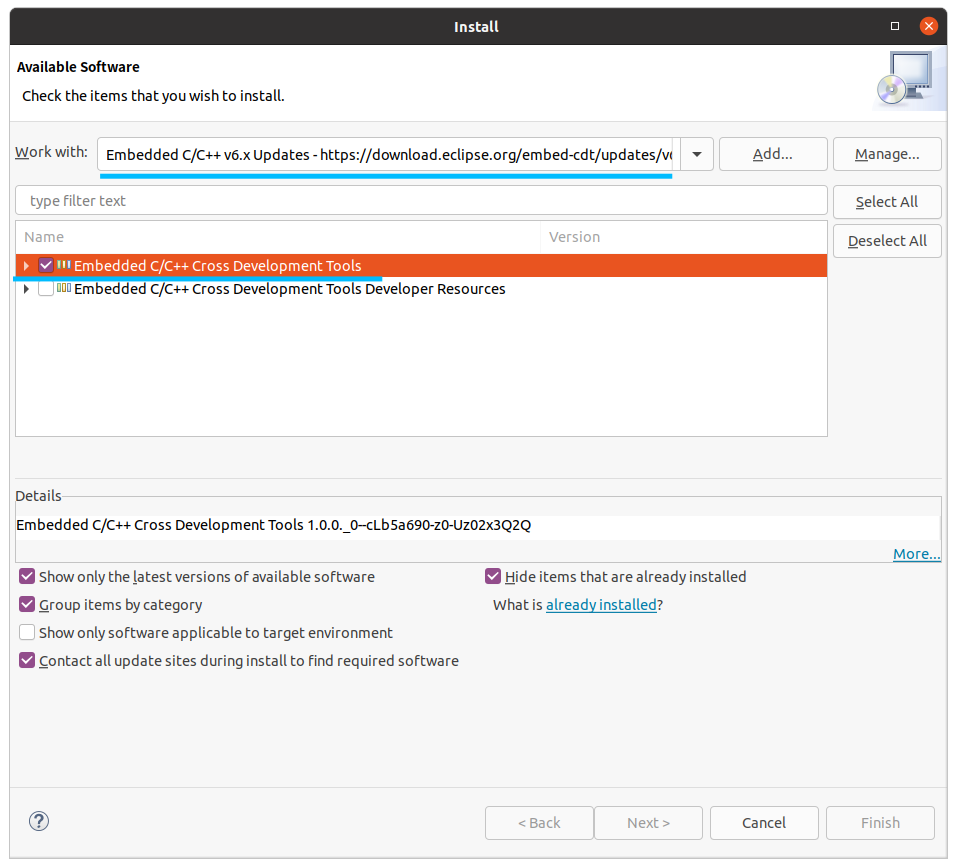 Install
Available Software
Check the items that you wish to install.
Work with: Embedded C/C++ v6.x Updates - https://download.eclipse.org/embed-cdt/updates/v Add... Manage...
type filter text Select All
Name Version Deselect All
Embedded C/C++ Cross Development Tools
Embedded C/C++ Cross Development Tools Developer Resources
Details
Embedded C/C++ Cross Development Tools 1.0.0._0--cLb5a690-z0-Uz02x3Q2Q
More...
Show only the latest versions of available software Hide items that are already installed
Group items by category What is already installed?
Show only software applicable to target environment
Contact all update sites during install to find required software
? < Back Next > Cancel Finish